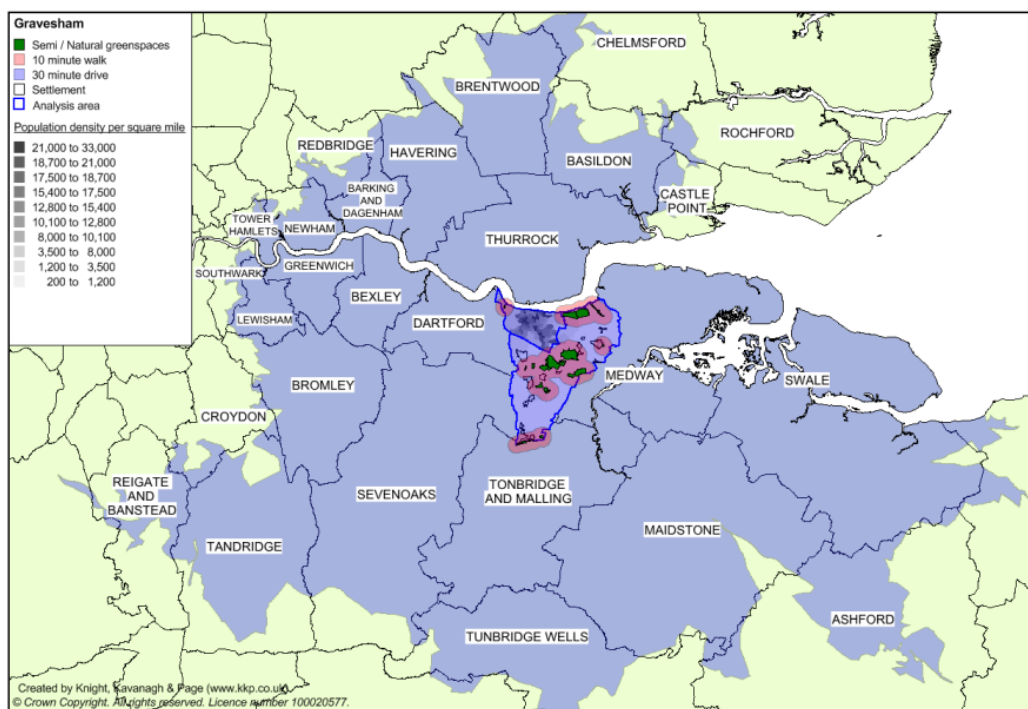 Gravesham
Semi / Natural greenspaces
10 minute walk
30 minute drive
Settlement
Analysis area
Population density per square mile
21,000 to 33,000
18,700 to 21,000
17,500 to 18,700
15,400 to 17,500
12,800 to 15,400
10,100 to 12,800
8,000 to 10,100
3,500 to 8,000
1,200 to 3,500
200 to 1,200
CHELMSFORD
BRENTWOOD
ROCHFORD
REDBRIDGE
HAVERING
BASILDON
BARKING
AND
DAGENHAM
CASTLE
POINT
TOWER
HAMLETS
NEWHAM
THURROCK
SOUTHWARK
GREENWICH
BEXLEY
LEWISHAM
DARTFORD
MEDWAY
SWALE
BROMLEY
CROYDON
REIGATE
AND
BANSTEAD
SEVENOAKS
TONBRIDGE
AND MALLING
MAIDSTONE
TANDRIDGE
ASHFORD
TUNBRIDGE WELLS
Created by Knight, Kavanagh & Page (www.kkp.co.uk).
© Crown Copyright. All rights reserved. Licence number 100020577.